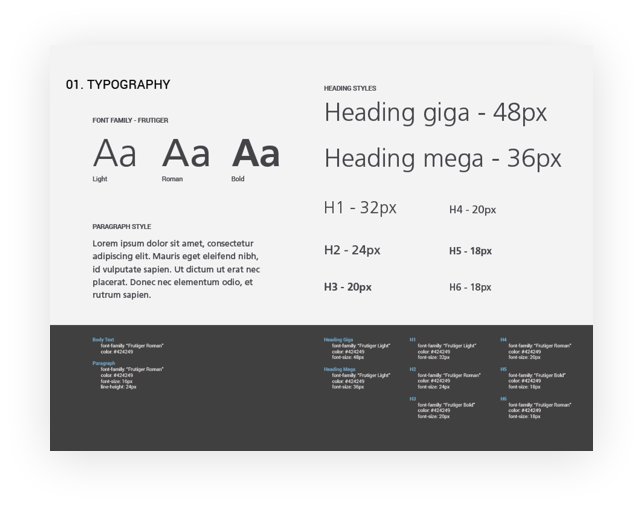 01. TYPOGRAPHY
FONT FAMILY - FRUTIGER
Aa Aa Aa
Light Roman Bold
PARAGRAPH STYLE
Lorem ipsum dolor sit amet, consectetur
adipiscing elit. Mauris eget eleifend nibh,
id vulputate sapien. Ut dictum ut erat nec
placerat. Donec nec elementum odio, et
rutrum sapien.
HEADING STYLES
Heading giga - 48px
Heading mega - 36px
H1 - 32px
H2 - 24px
H3 - 20px
H4 - 20px
H5 - 18px
H6 - 18px
Body Text
font-family: "Frutiger Roman"
color: #424249
Paragraph
font-family: "Frutiger Roman"
color: #424249
font-size: 16px
line-height: 24px
Heading Giga
font-family: "Frutiger Light"
color: #424249
font-size: 48px
Heading Mega
font-family: "Frutiger Light"
color: #424249
font-size: 36px
H1
font-family: "Frutiger Light"
color: #424249
font-size: 32px
H2
font-family: "Frutiger Roman"
color: #424249
font-size: 24px
H3
font-family: "Frutiger Bold"
color: #424249
font-size: 20px
H4
font-family: "Frutiger Roman"
color: #424249
font-size: 20px
H5
font-family: "Frutiger Bold"
color: #424249
font-size: 18px
H6
font-family: "Frutiger Roman"
color: #424249
font-size: 18px